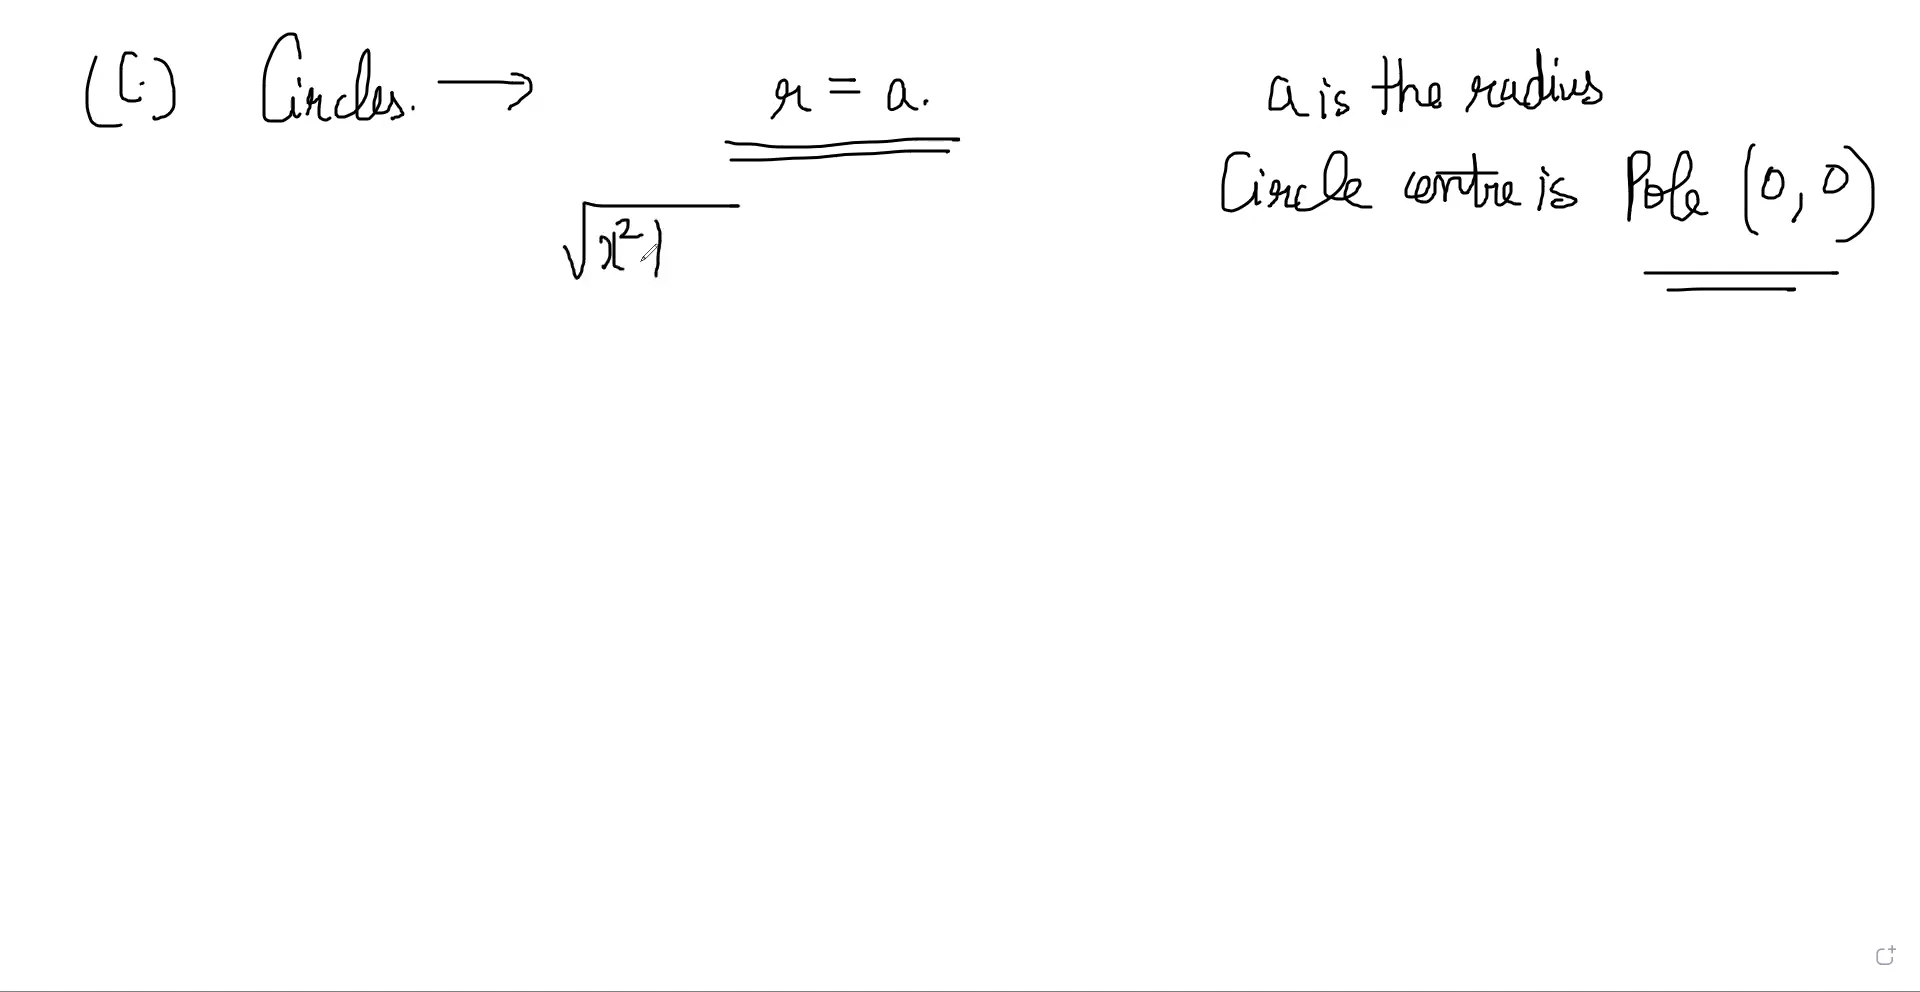 (C.) Circles. → r = a.
a is the radius
Circle centre is Pole (0, 0)
√x²